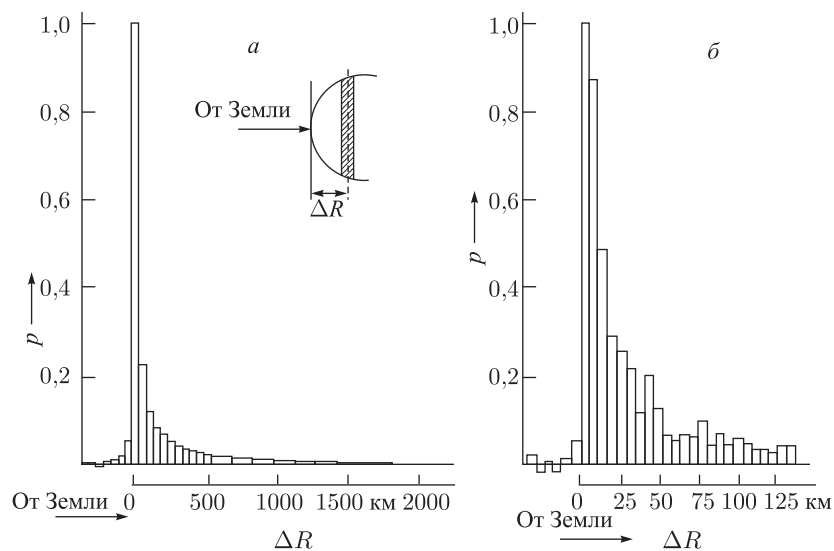 а
1,0
0,8
0,6
0,4
0,2
p
От Земли
ΔR
От Земли
0 500 1000 1500 км 2000
ΔR
б
1,0
0,8
0,6
0,4
0,2
p
0 25 50 75 100 125 км
От Земли
ΔR